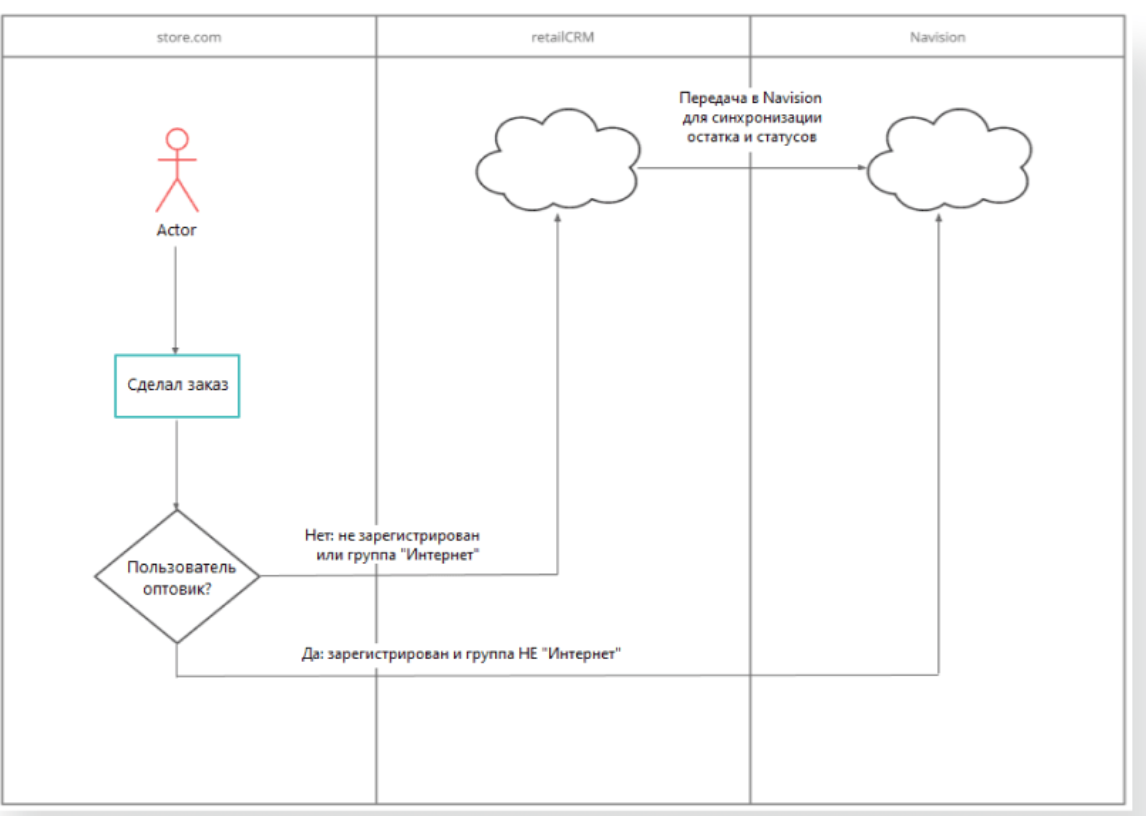 store.com
retailCRM
Navision
Передача в Navision
для синхронизации
остатка и статусов
Actor
Сделал заказ
Нет: не зарегистрирован
или группа "Интернет"
Пользователь
оптовик?
Да: зарегистрирован и группа НЕ "Интернет"